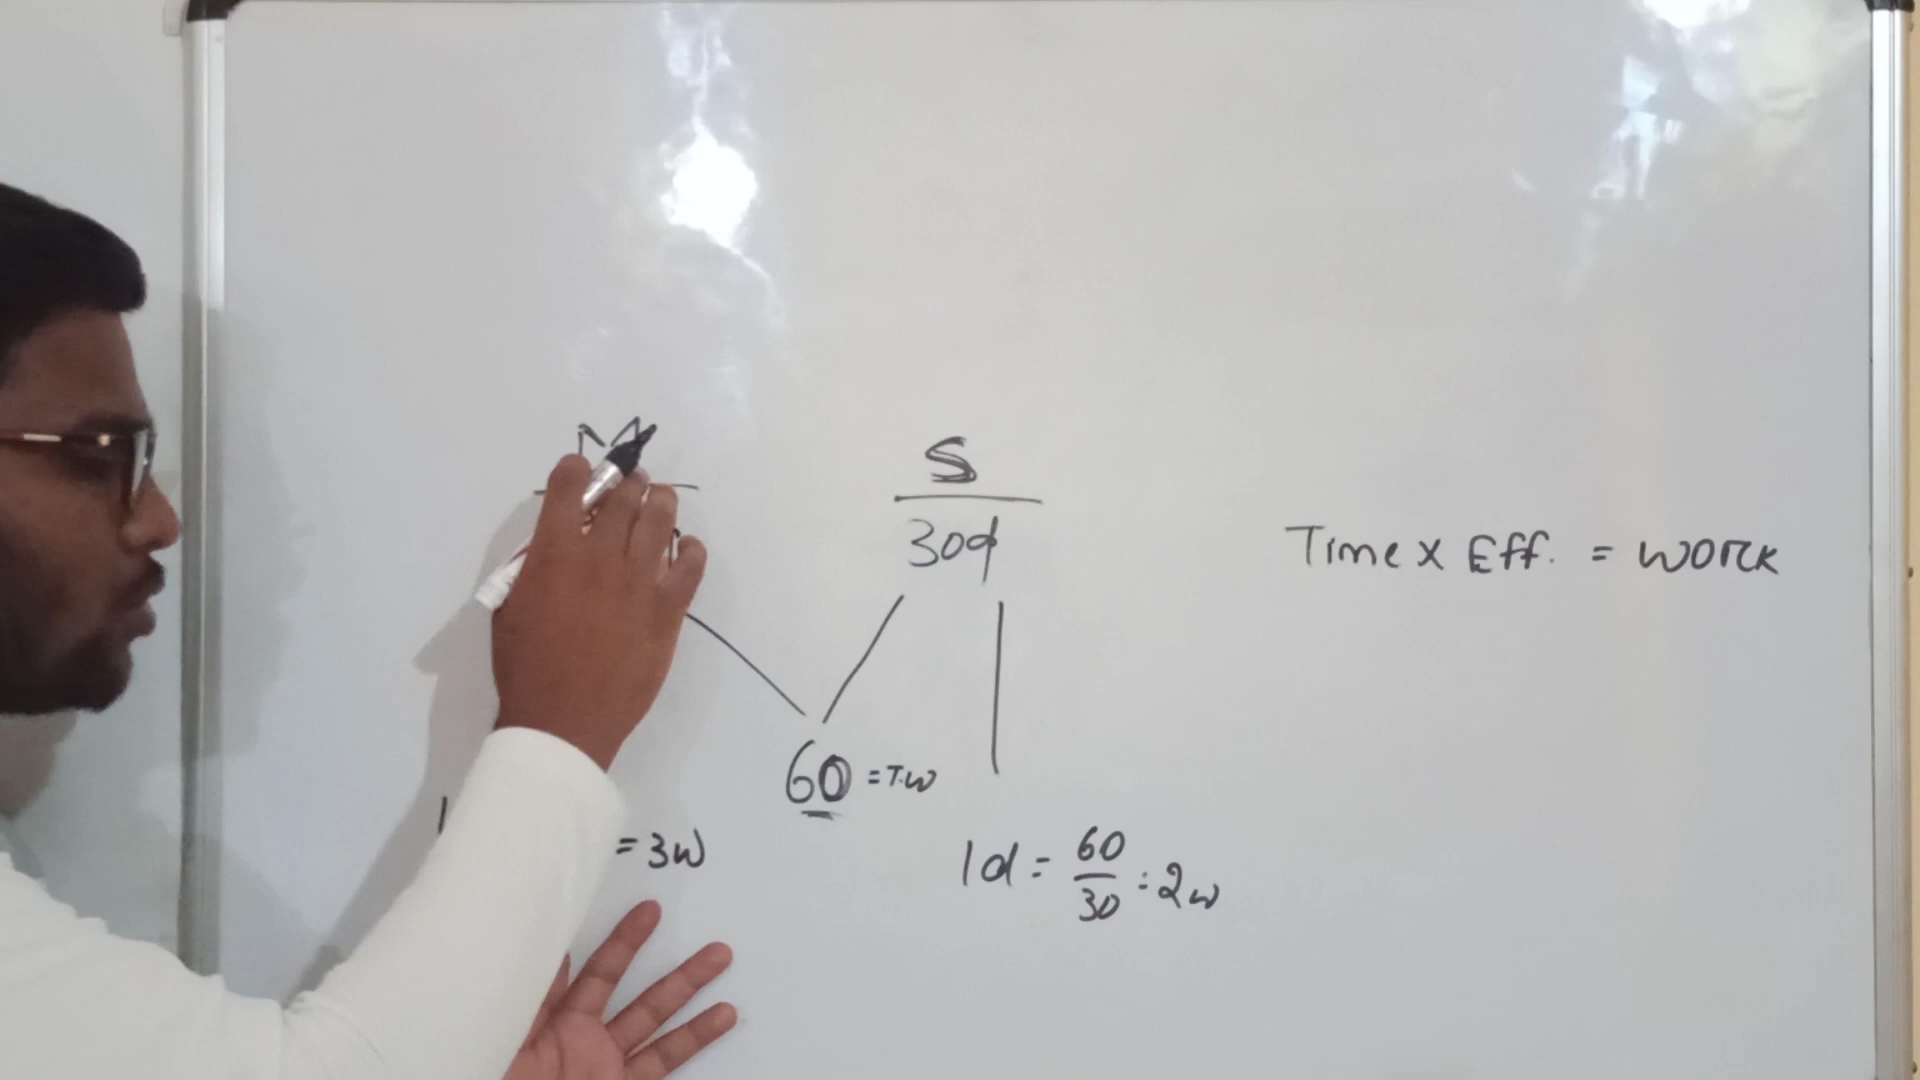 M S
30d
Time x Eff. = work
60 = T.W
= 3W
1d = 60/30 = 2w